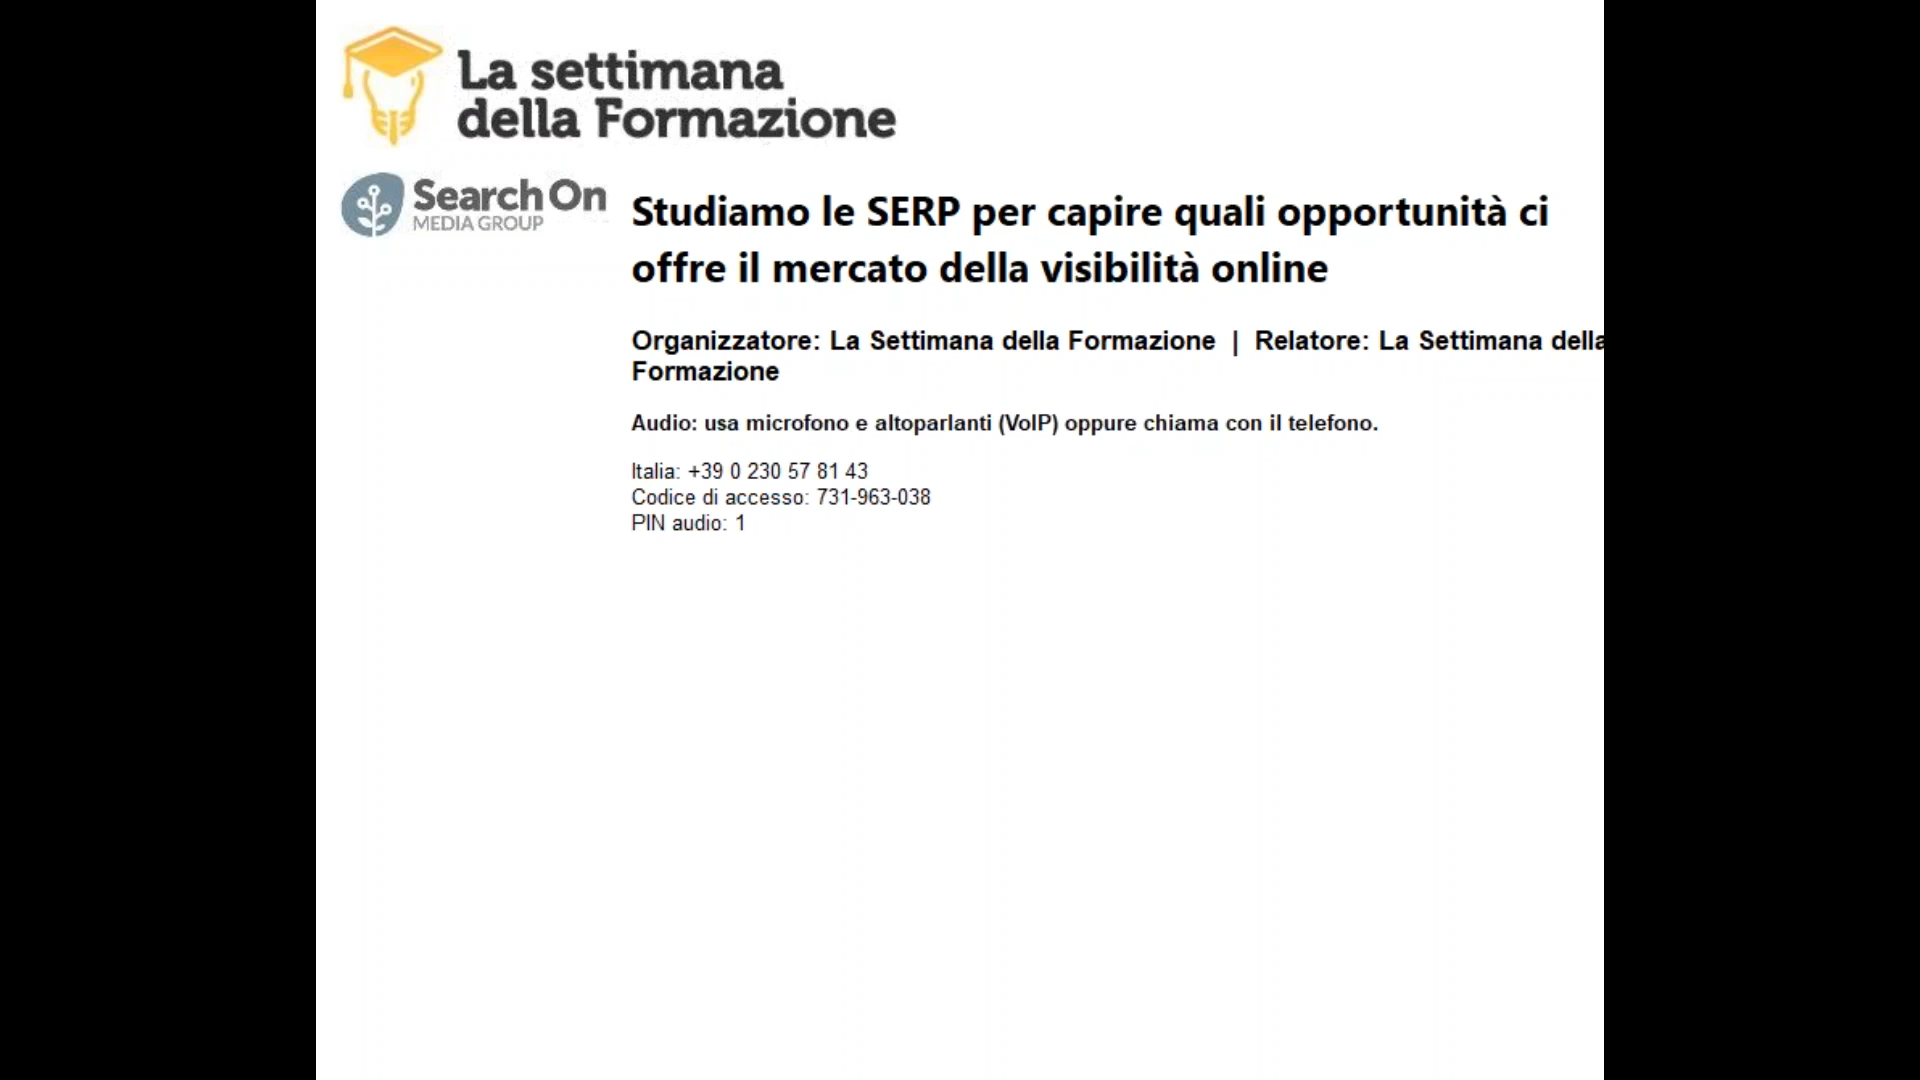 La settimana
della Formazione
Search On
MEDIA GROUP
Studiamo le SERP per capire quali opportunità ci
offre il mercato della visibilità online
Organizzatore: La Settimana della Formazione | Relatore: La Settimana della
Formazione
Audio: usa microfono e altoparlanti (VoIP) oppure chiama con il telefono.
Italia: +39 0 230 57 81 43
Codice di accesso: 731-963-038
PIN audio: 1